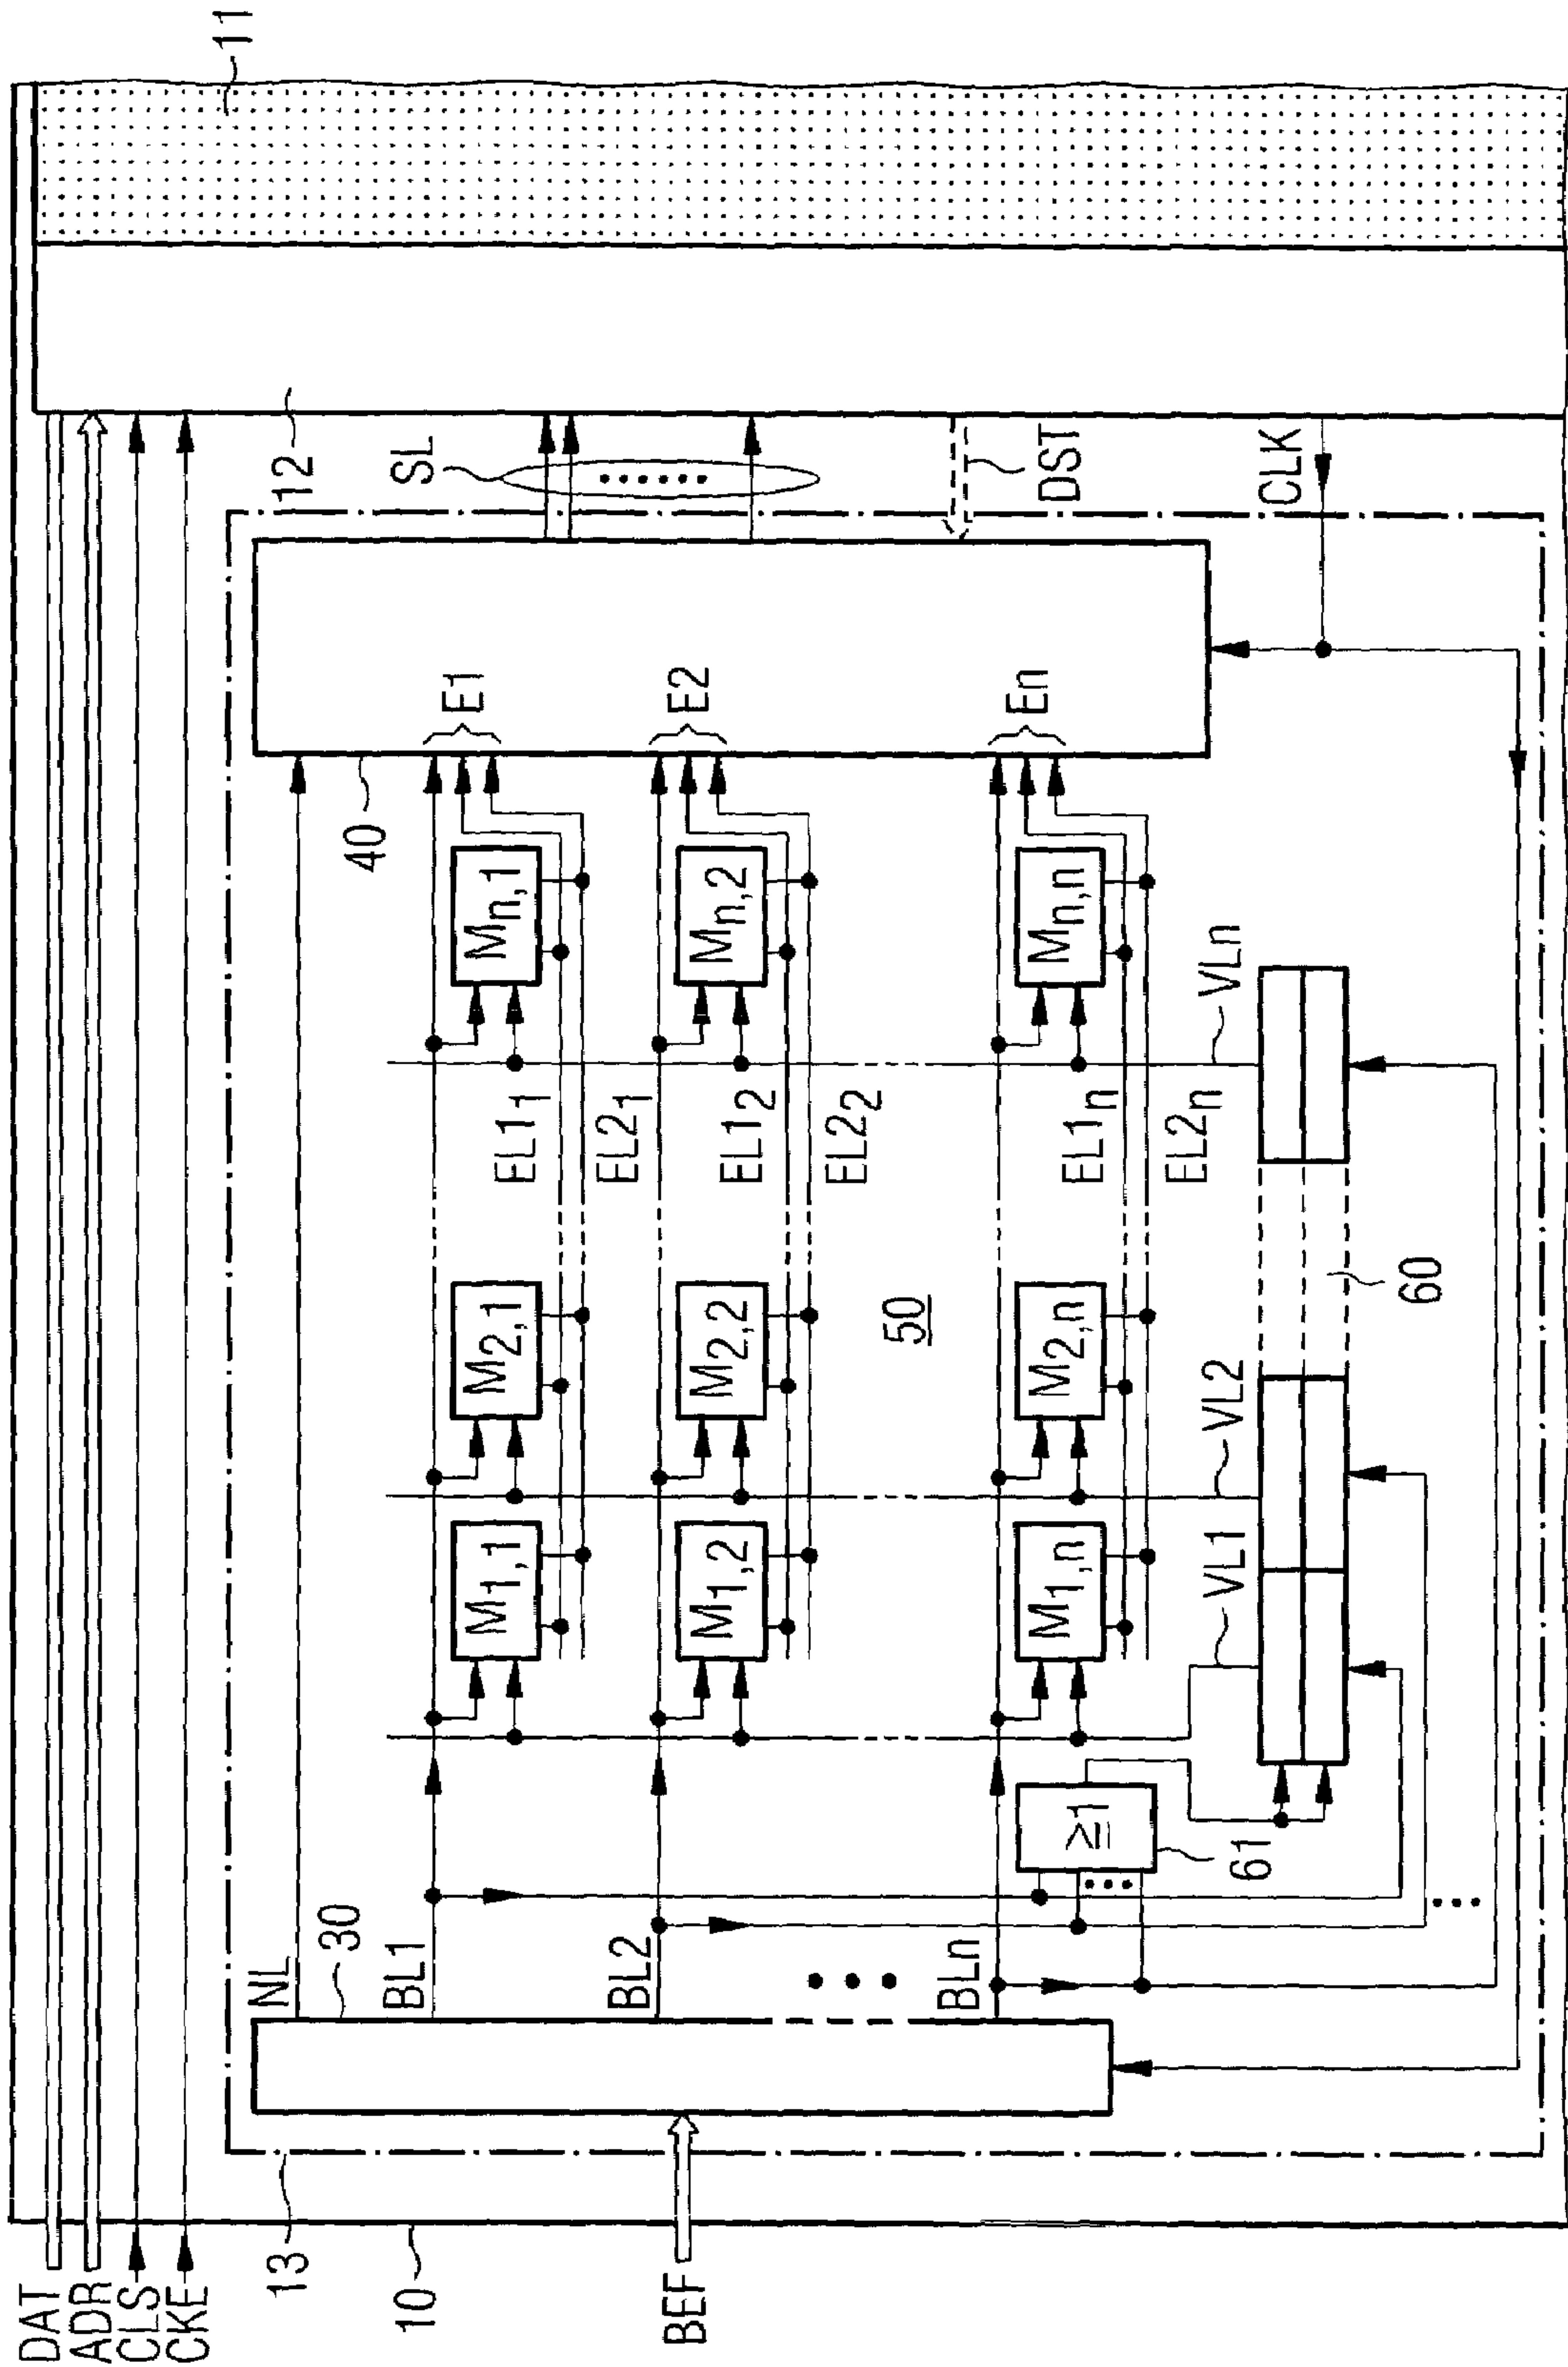 DAT
ADR
CLS
CKE
11
12
13
10
BEF
SL
DST
CLK
NL
30
40
BL1
E1
M1,1
M2,1
Mn,1
EL11
EL21
BL2
E2
M1,2
M2,2
Mn,2
EL12
EL22
50
BLn
En
M1,n
M2,n
Mn,n
EL1n
EL2n
≥1
61
VL1
VL2
VLn
60